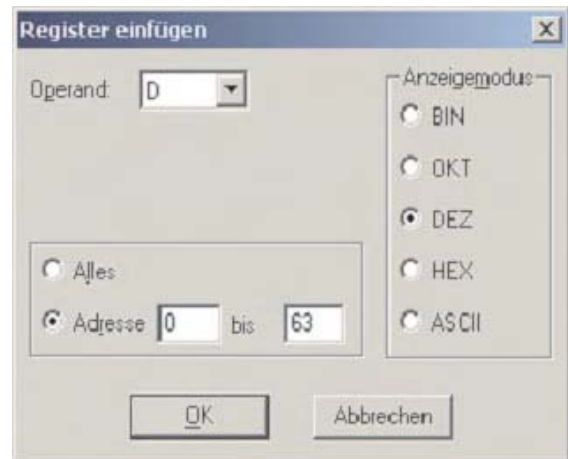 Register einfügen
Operand: D
Anzeigemodus
BIN
OKT
DEZ
HEX
ASCII
Alles
Adresse 0 bis 63
OK
Abbrechen